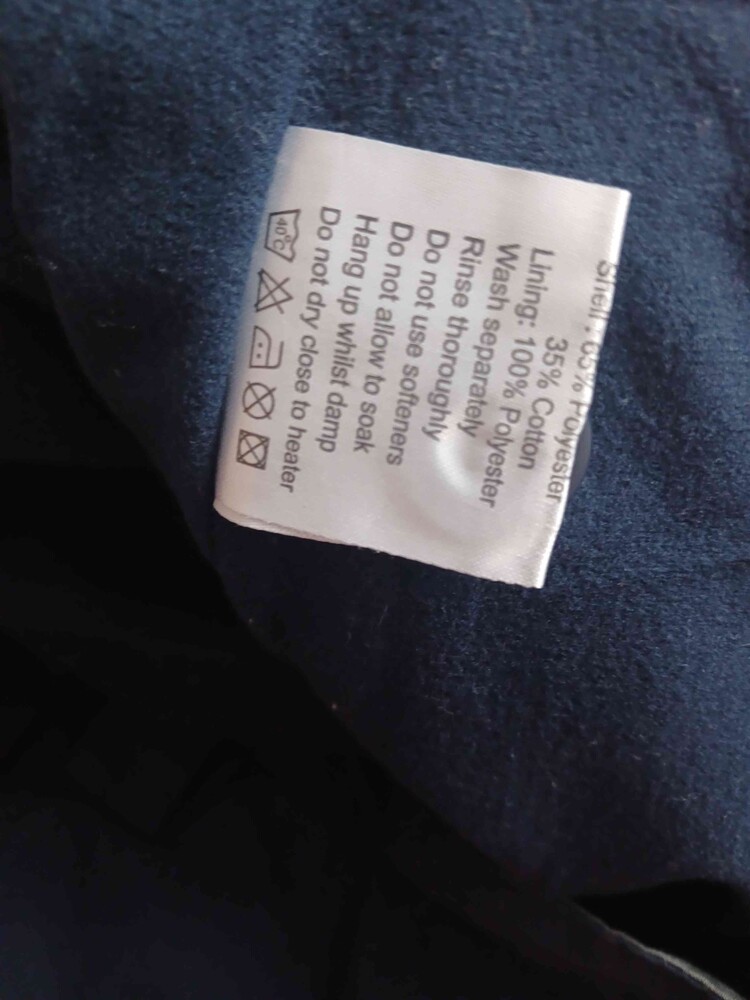 Shell: 65% Polyester
35% Cotton
Lining: 100% Polyester
Wash separately
Rinse thoroughly
Do not use softeners
Do not allow to soak
Hang up whilst damp
Do not dry close to heater
40°C